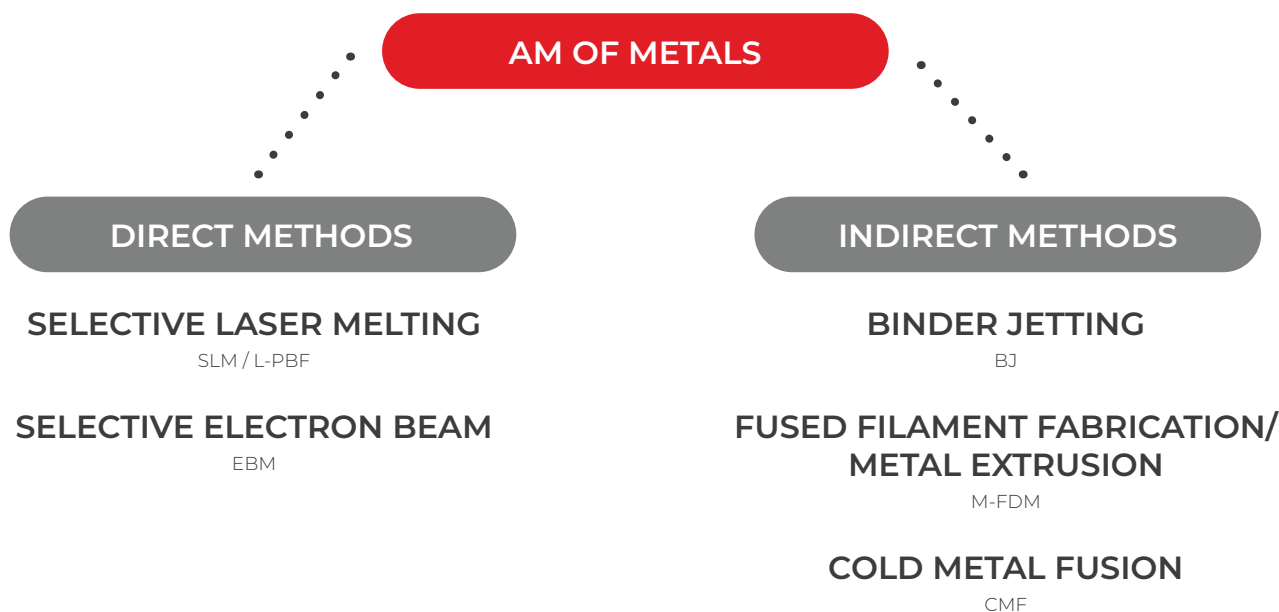 AM OF METALS
DIRECT METHODS
SELECTIVE LASER MELTING
SLM / L-PBF
SELECTIVE ELECTRON BEAM
EBM
INDIRECT METHODS
BINDER JETTING
BJ
FUSED FILAMENT FABRICATION/
METAL EXTRUSION
M-FDM
COLD METAL FUSION
CMF